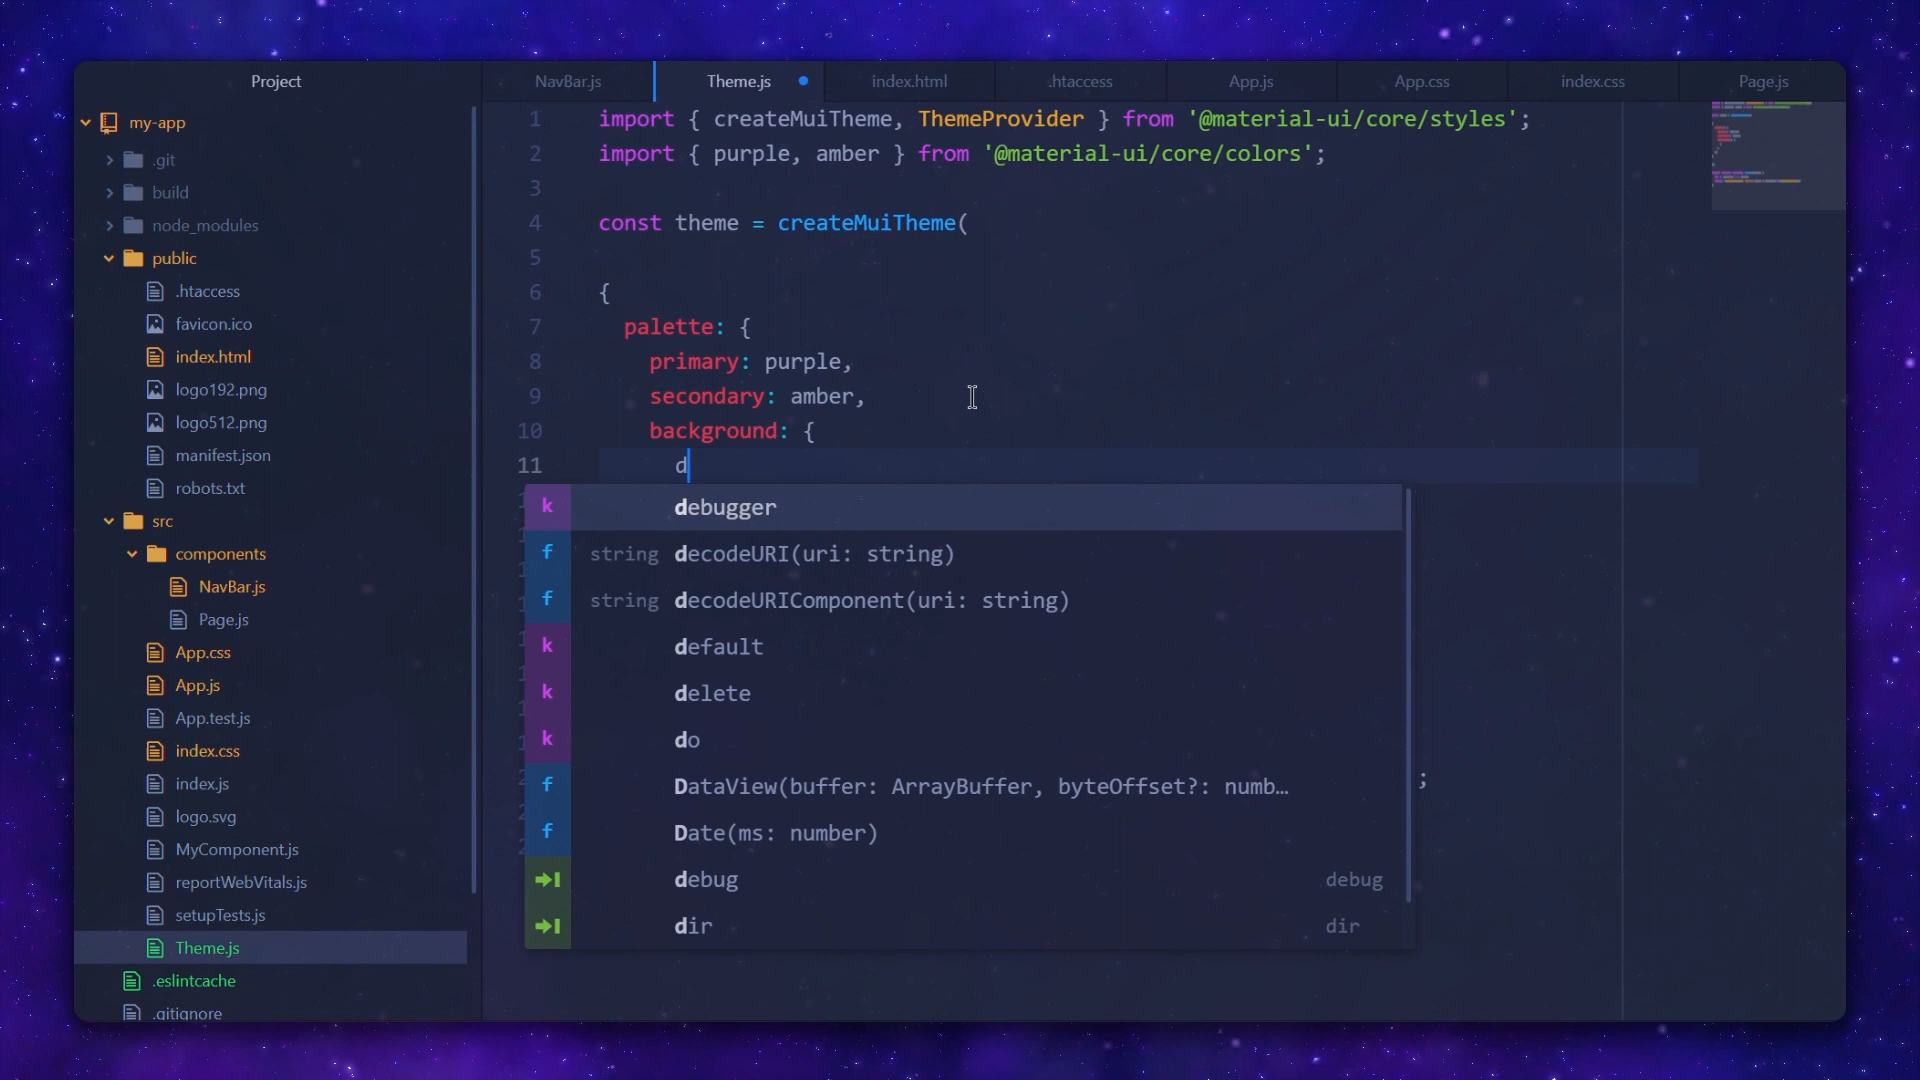 Project
my-app
.git
build
node_modules
public
.htaccess
favicon.ico
index.html
logo192.png
logo512.png
manifest.json
robots.txt
src
components
NavBar.js
Page.js
App.css
App.js
App.test.js
index.css
index.js
logo.svg
MyComponent.js
reportWebVitals.js
setupTests.js
Theme.js
.eslintcache
.gitignore
NavBar.js Theme.js index.html .htaccess App.js App.css index.css Page.js
1 import { createMuiTheme, ThemeProvider } from '@material-ui/core/styles';
2 import { purple, amber } from '@material-ui/core/colors';
3
4 const theme = createMuiTheme(
5
6 {
7 palette: {
8 primary: purple,
9 secondary: amber,
10 background: {
11 d
k debugger
f string decodeURI(uri: string)
f string decodeURIComponent(uri: string)
k default
k delete
k do
f DataView(buffer: ArrayBuffer, byteOffset?: numb…
;
f Date(ms: number)
debug debug
dir dir